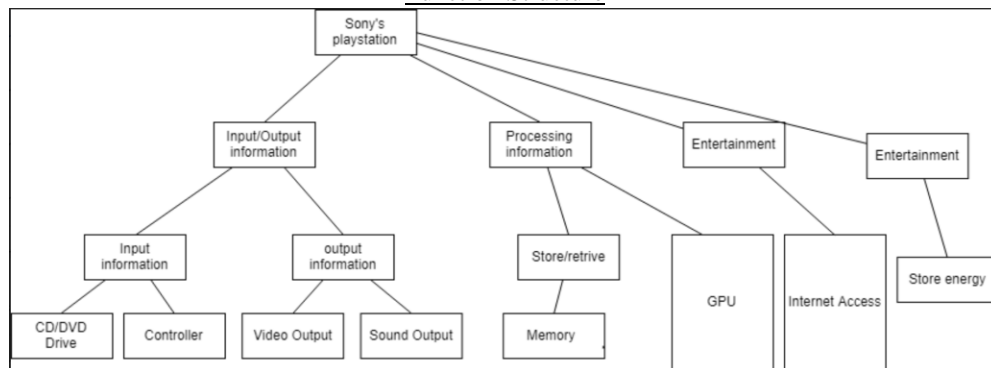 Sony's
playstation
Input/Output
information
Processing
information
Entertainment
Entertainment
Input
information
output
information
Store/retrive
GPU
Internet Access
Store energy
CD/DVD
Drive
Controller
Video Output
Sound Output
Memory